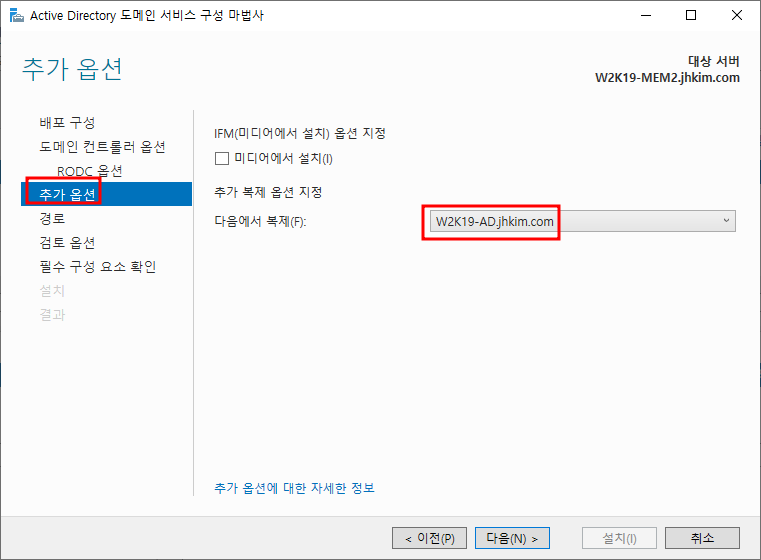 Active Directory 도메인 서비스 구성 마법사
추가 옵션
대상 서버
W2K19-MEM2.jhkim.com
배포 구성
도메인 컨트롤러 옵션
RODC 옵션
추가 옵션
경로
검토 옵션
필수 구성 요소 확인
설치
결과
IFM(미디어에서 설치) 옵션 지정
미디어에서 설치(I)
추가 복제 옵션 지정
다음에서 복제(F): W2K19-AD.jhkim.com
추가 옵션에 대한 자세한 정보
< 이전(P) 다음(N) > 설치(I) 취소